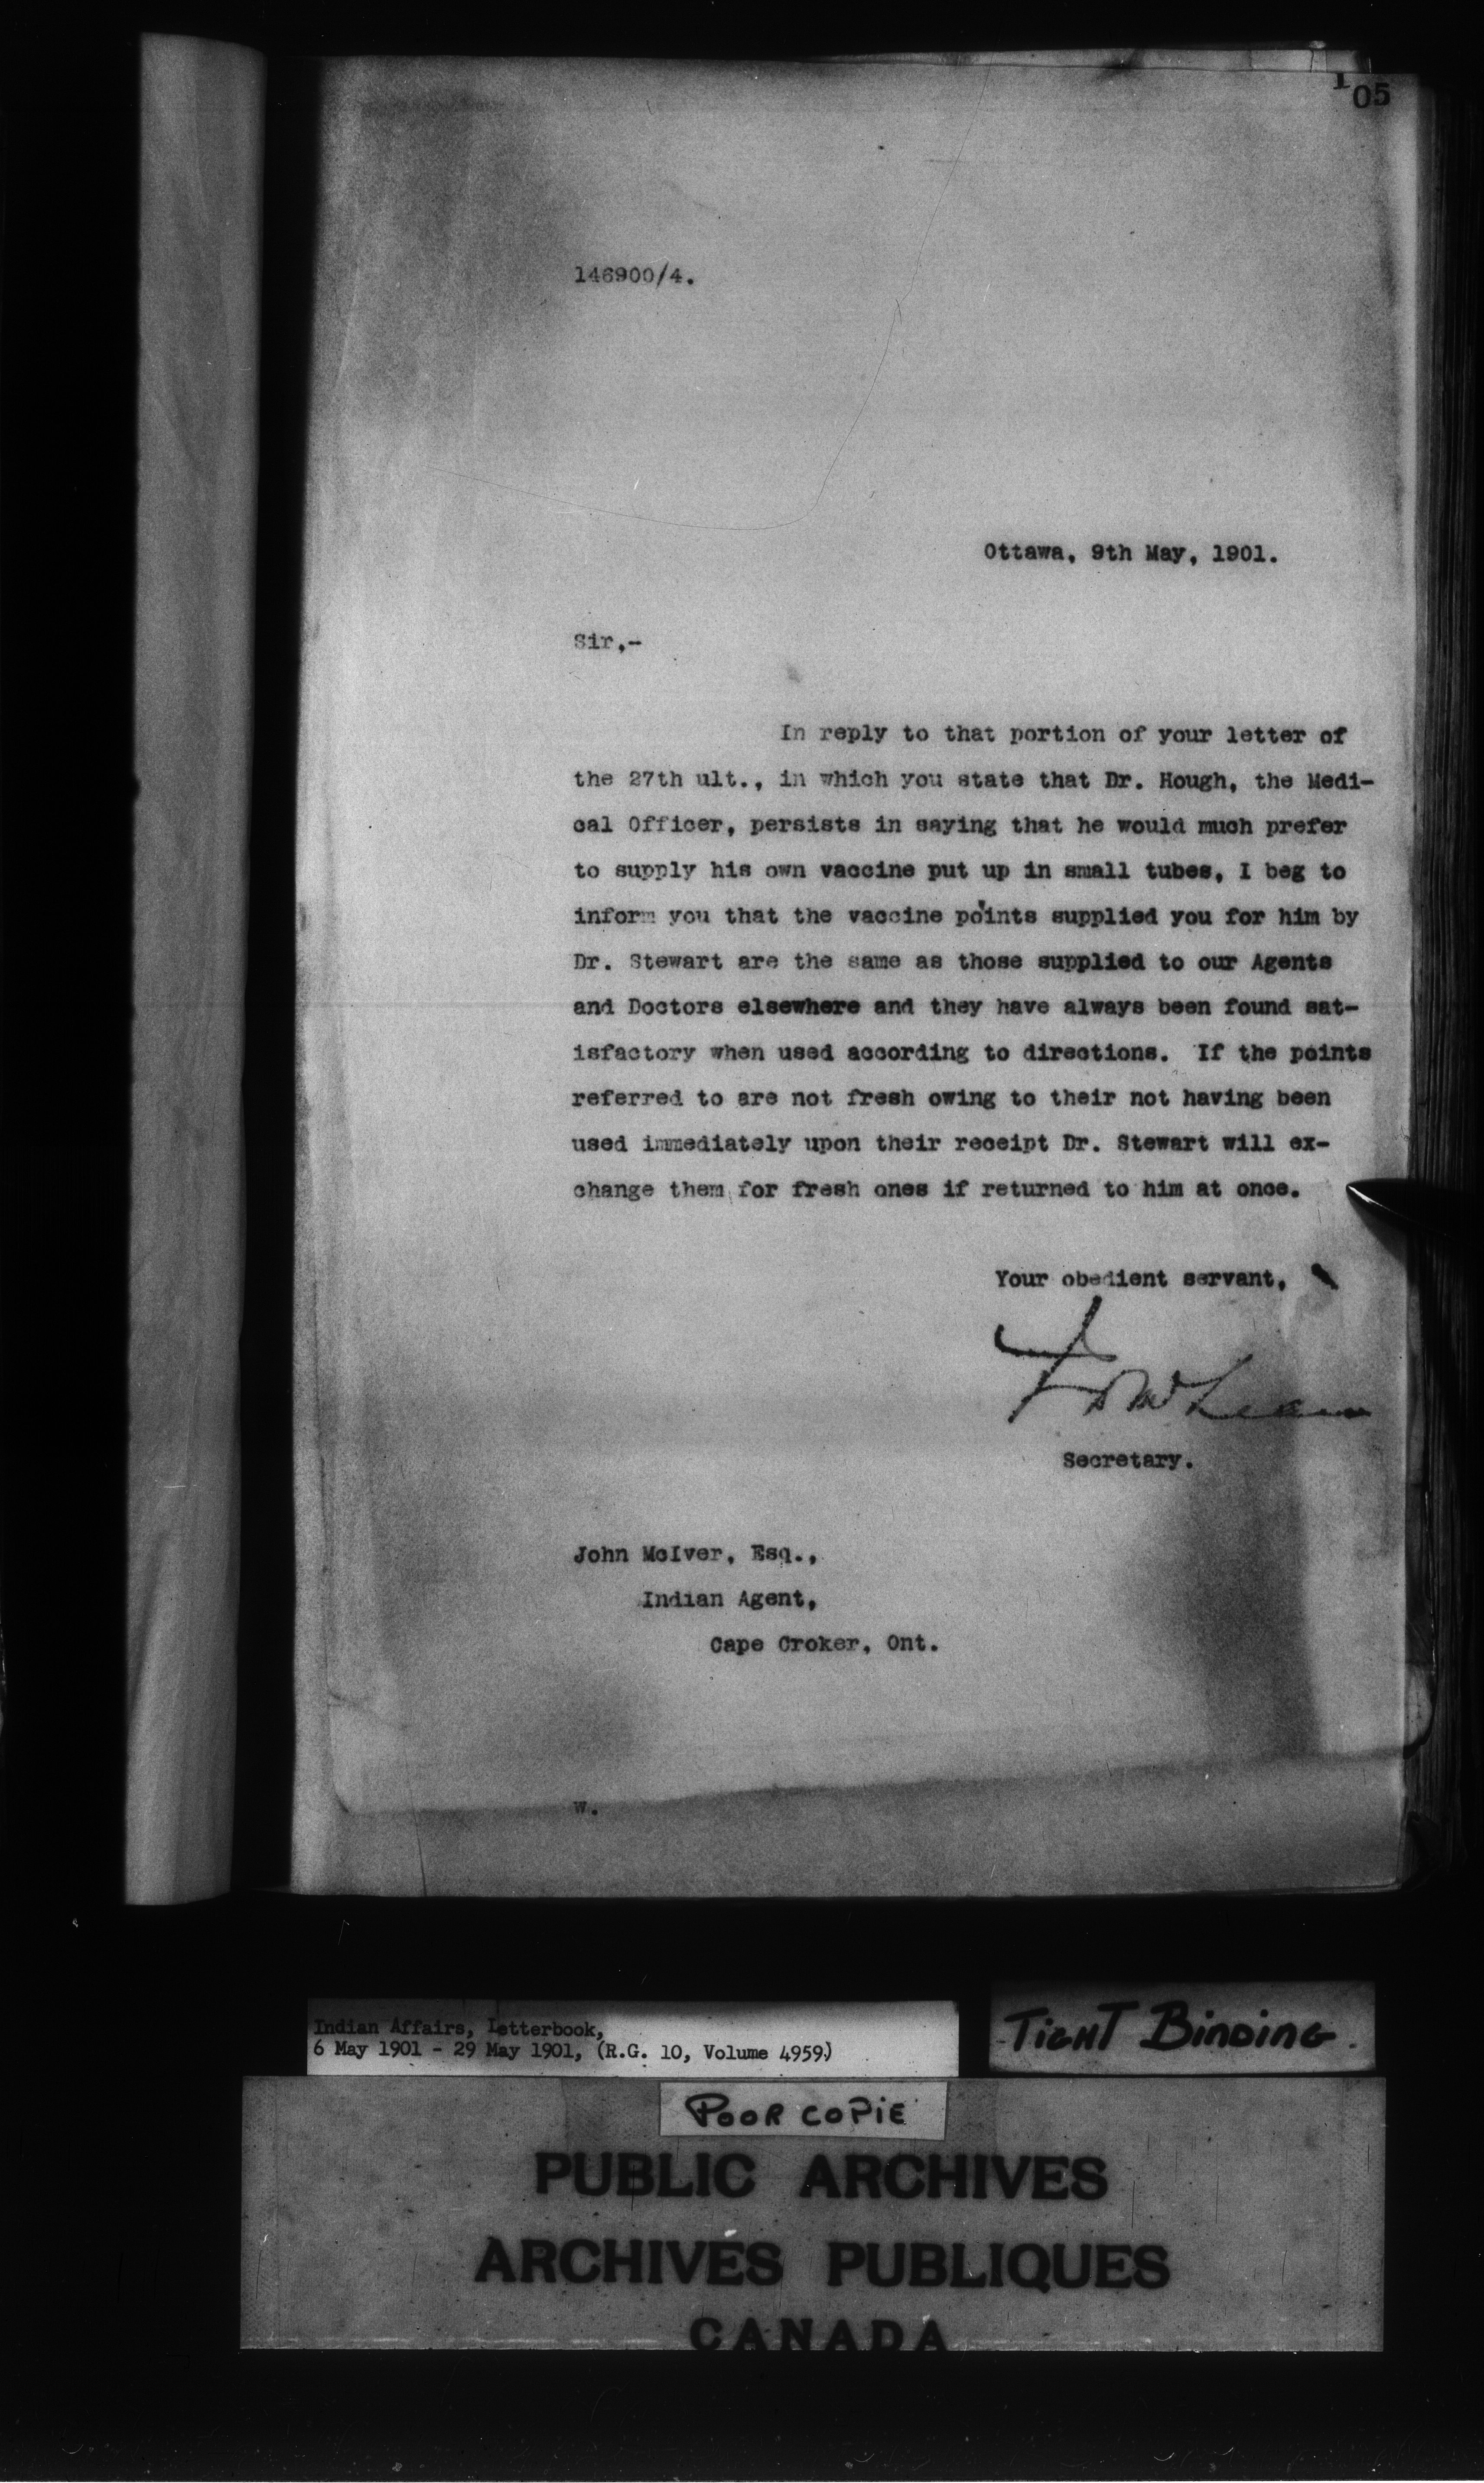 105
146900/4.
Ottawa, 9th May, 1901.
Sir,-
In reply to that portion of your letter of
the 27th ult., in which you state that Dr. Hough, the Medi-
cal Officer, persists in saying that he would much prefer
to supply his own vaccine put up in small tubes, I beg to
inform you that the vaccine points supplied you for him by
Dr. Stewart are the same as those supplied to our Agents
and Doctors elsewhere and they have always been found sat-
isfactory when used according to directions. If the points
referred to are not fresh owing to their not having been
used immediately upon their receipt Dr. Stewart will ex-
change them for fresh ones if returned to him at once.
Your obedient servant,
J D McLean
Secretary.
John McIver, Esq.,
Indian Agent,
Cape Croker, Ont.
W.
Indian Affairs, Letterbook,
6 May 1901 - 29 May 1901, (R.G. 10, Volume 4959)
TIGHT BINDING.
POOR COPIE
PUBLIC ARCHIVES
ARCHIVES PUBLIQUES
CANADA